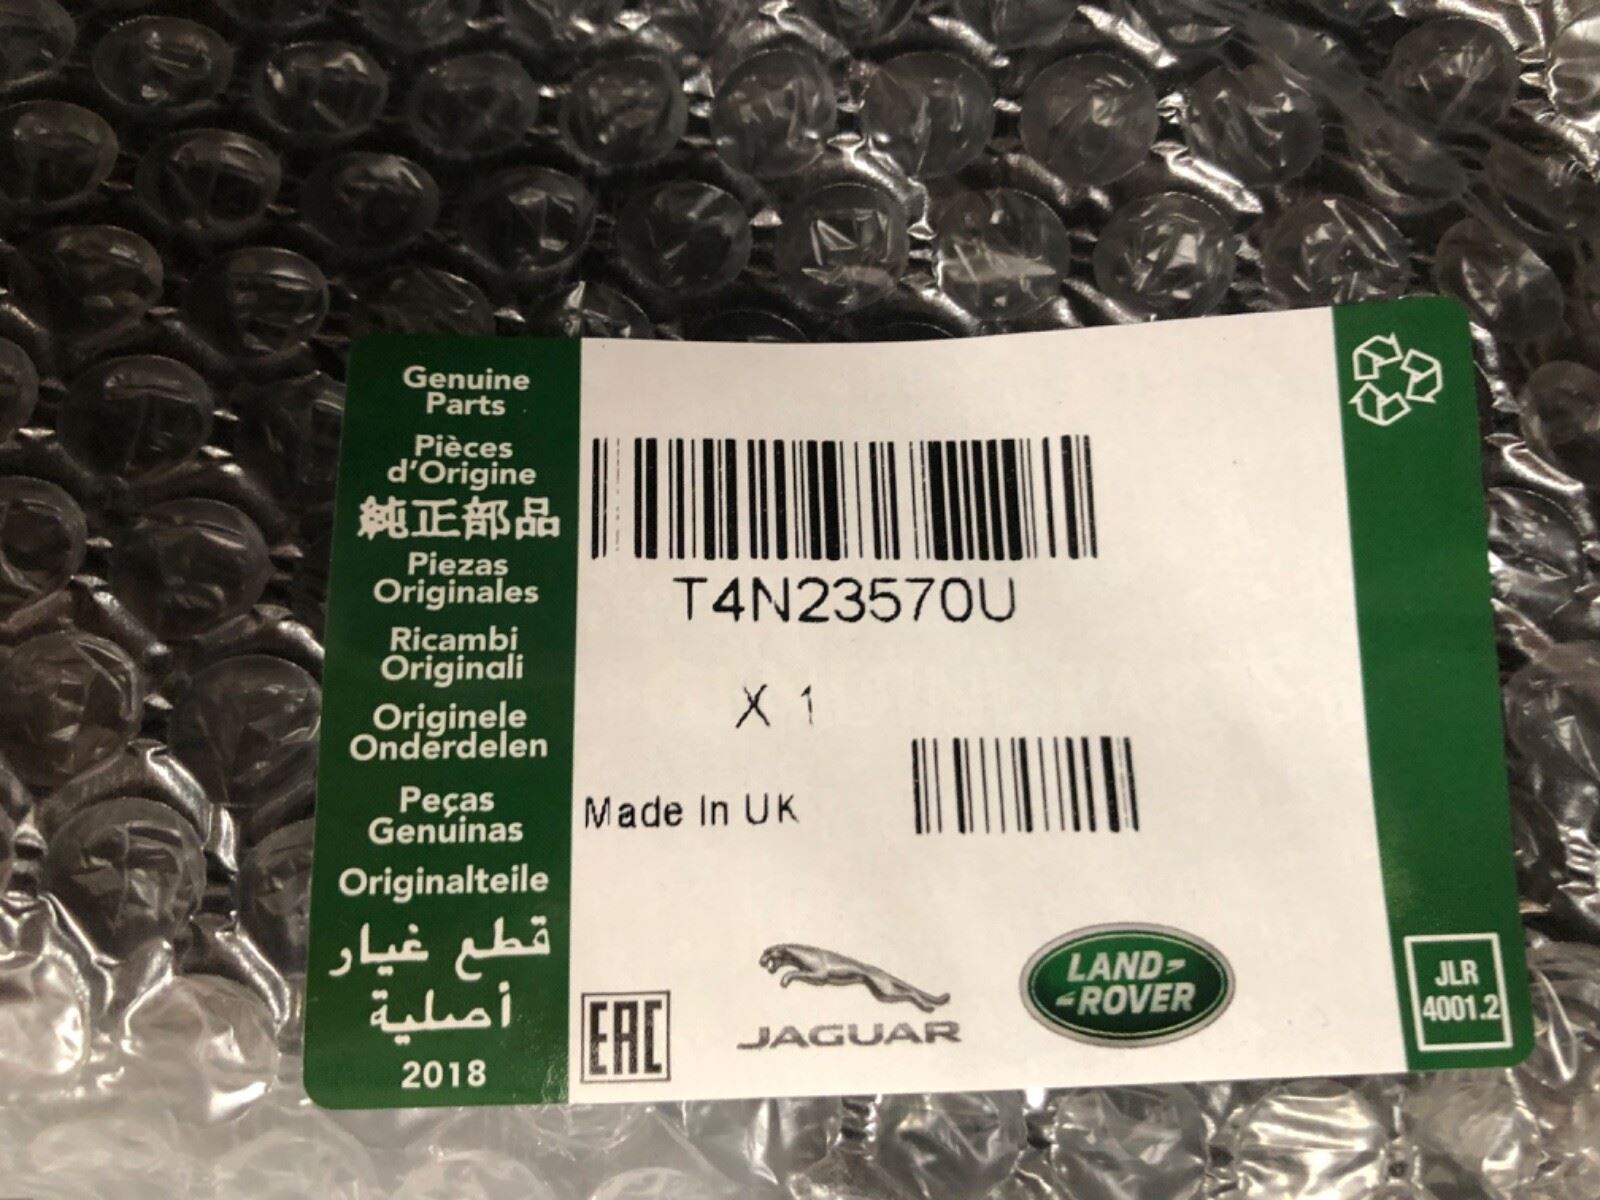 Genuine
Parts
Pièces
d'Origine
純正部品
Piezas
Originales
Ricambi
Originali
Originele
Onderdelen
Peças
Genuinas
Originalteile
قطع غيار
أصلية
2018
T4N23570U
X 1
Made In UK
EAC
JAGUAR
LAND
ROVER
JLR
4001.2